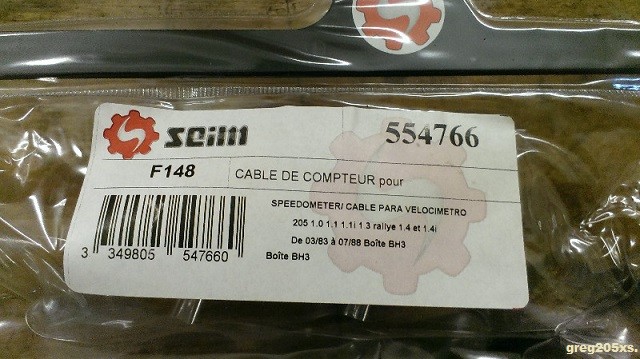 seim
554766
F148
CABLE DE COMPTEUR pour
SPEEDOMETER/ CABLE PARA VELOCIMETRO
205 1.0 1.1 1.1i 1 3 rallye 1.4 et 1.4i
De 03/83 à 07/88 Boîte BH3
Boîte BH3
3 349805 547660
greg205xs.